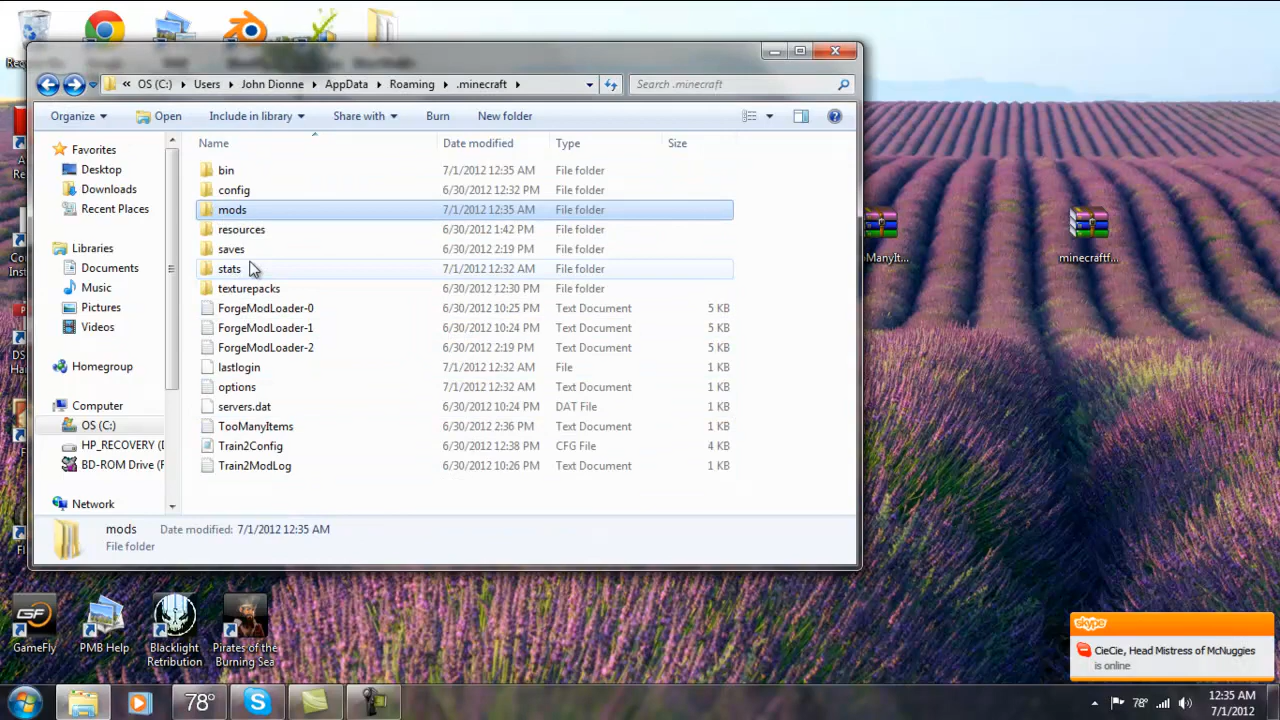 OS (C:) Users John Dionne AppData Roaming .minecraft Search .minecraft
Organize Open Include in library Share with Burn New folder
Name Date modified Type Size
Favorites
Desktop
Downloads
Recent Places
Libraries
Documents
Music
Pictures
Videos
Homegroup
Computer
OS (C:)
HP_RECOVERY (
BD-ROM Drive (
Network
bin 7/1/2012 12:35 AM File folder
config 6/30/2012 12:32 PM File folder
mods 7/1/2012 12:35 AM File folder
resources 6/30/2012 1:42 PM File folder
saves 6/30/2012 2:19 PM File folder
stats 7/1/2012 12:32 AM File folder
texturepacks 6/30/2012 12:30 PM File folder
ForgeModLoader-0 6/30/2012 10:25 PM Text Document 5 KB
ForgeModLoader-1 6/30/2012 10:24 PM Text Document 5 KB
ForgeModLoader-2 6/30/2012 2:19 PM Text Document 5 KB
lastlogin 7/1/2012 12:32 AM File 1 KB
options 7/1/2012 12:32 AM Text Document 1 KB
servers.dat 6/30/2012 10:24 PM DAT File 1 KB
TooManyItems 6/30/2012 2:36 PM Text Document 1 KB
Train2Config 6/30/2012 12:38 PM CFG File 4 KB
Train2ModLog 6/30/2012 10:26 PM Text Document 1 KB
mods Date modified: 7/1/2012 12:35 AM
File folder
minecraftf...
GSF
GameFly
PMB Help
Blacklight
Retribution
Pirates of the
Burning Sea
skype
CieCie, Head Mistress of McNuggies
is online
78°
78°
12:35 AM
7/1/2012